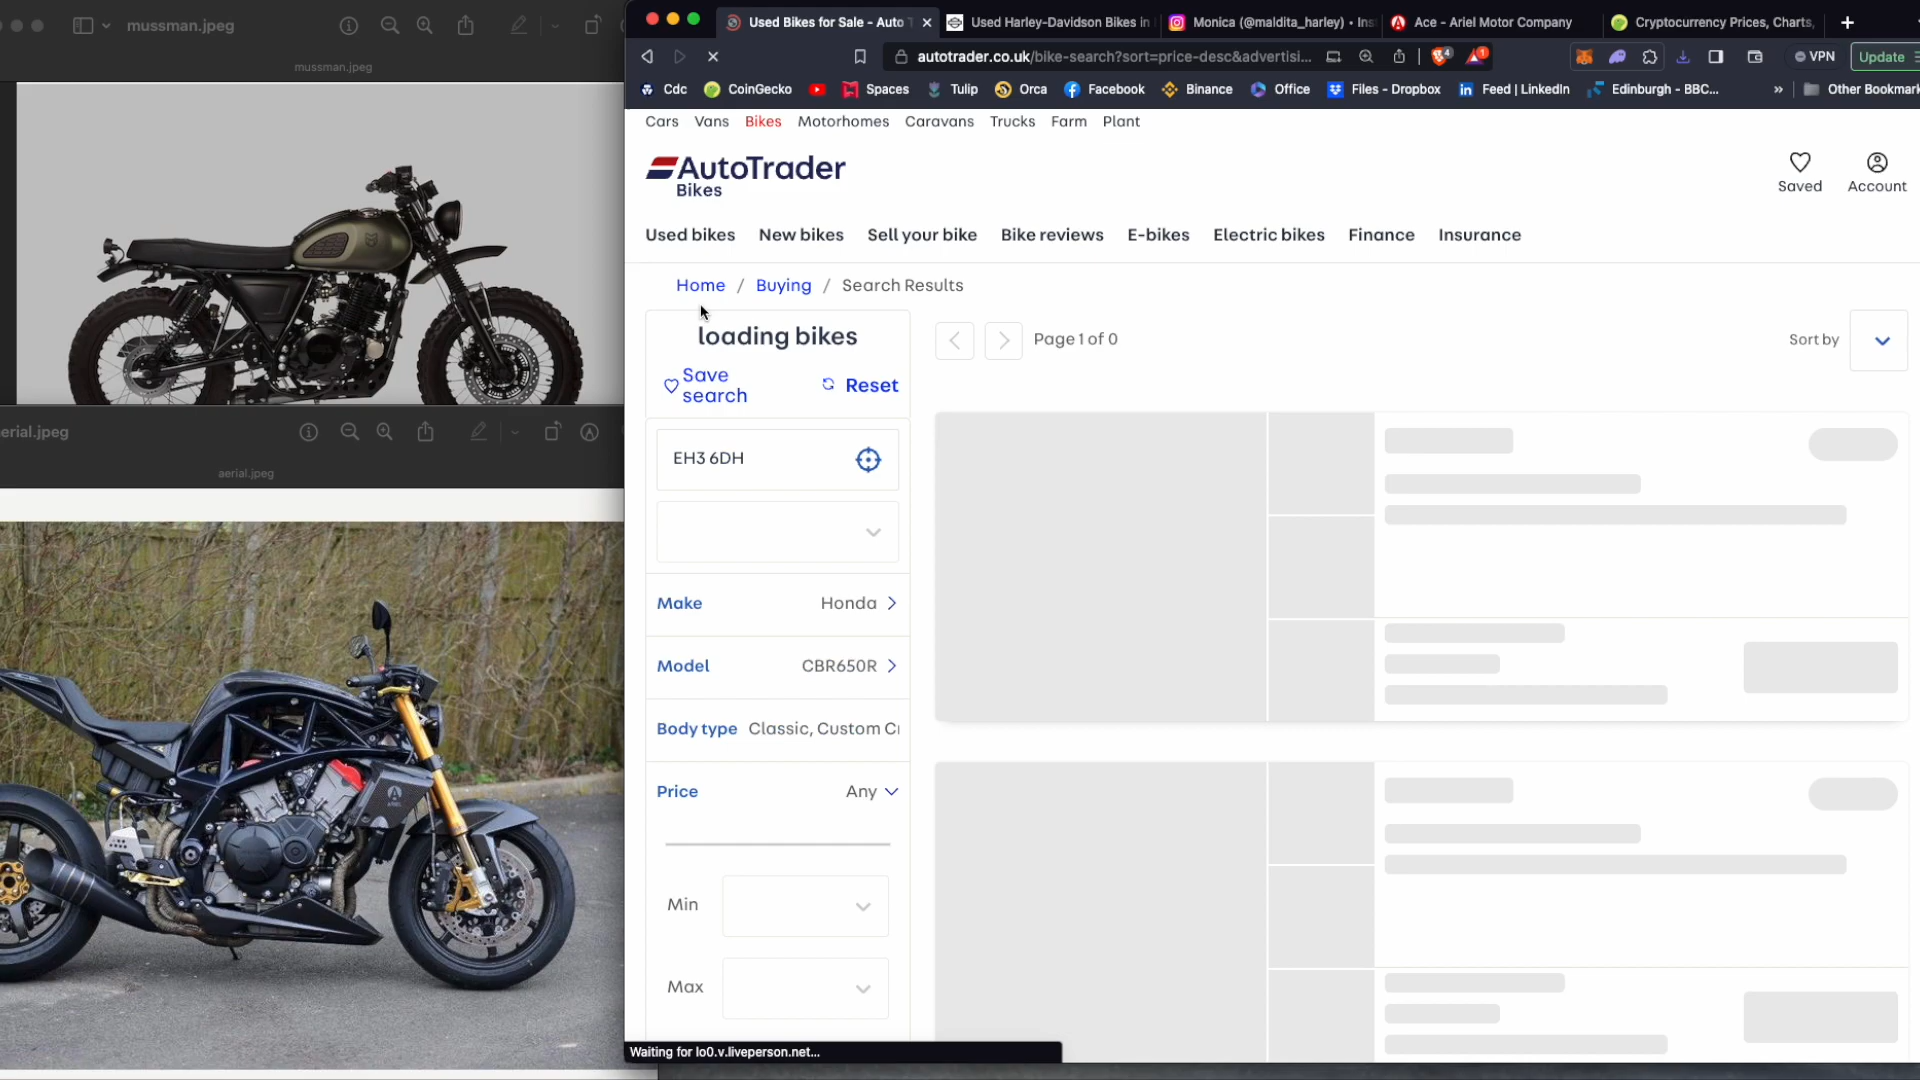 mussman.jpeg
mussman.jpeg
erial.jpeg
aerial.jpeg
Used Bikes for Sale - Auto T
Used Harley-Davidson Bikes in
Monica (@maldita_harley) • Ins
Ace - Ariel Motor Company
Cryptocurrency Prices, Charts,
autotrader.co.uk/bike-search?sort=price-desc&advertisi...
4
1
VPN
Update
Cdc
CoinGecko
Spaces
Tulip
Orca
Facebook
Binance
Office
Files - Dropbox
Feed | LinkedIn
Edinburgh - BBC...
»
Other Bookmark
Cars Vans Bikes Motorhomes Caravans Trucks Farm Plant
AutoTrader
Bikes
Saved
Account
Used bikes New bikes Sell your bike Bike reviews E-bikes Electric bikes Finance Insurance
Home / Buying / Search Results
loading bikes
Save search
Reset
Page 1 of 0
Sort by
EH3 6DH
Make Honda
Model CBR650R
Body type Classic, Custom Cr
Price Any
Min
Max
Waiting for lo0.v.liveperson.net...